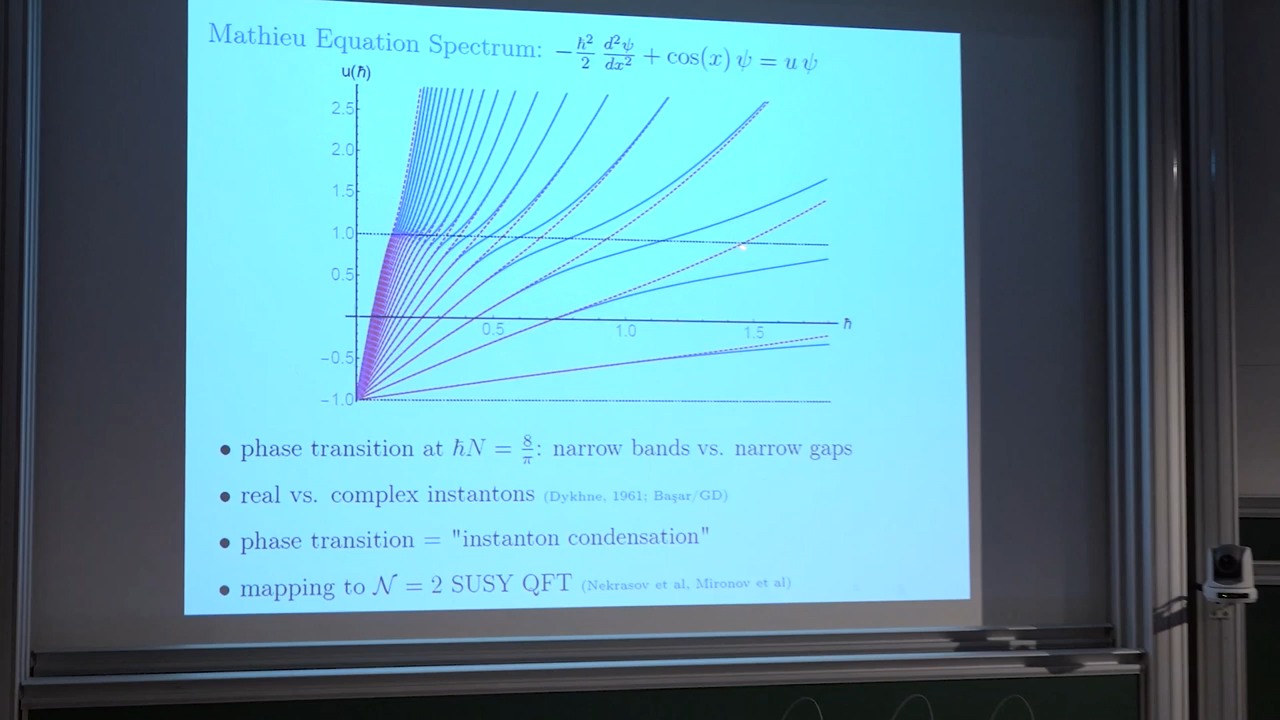 Mathieu Equation Spectrum: $-\frac{\hbar^2}{2} \frac{d^2\psi}{dx^2} + \cos(x)\,\psi = u\,\psi$
u(ħ)
2.5
2.0
1.5
1.0
0.5
0.5 1.0 1.5 ħ
−0.5
−1.0
• phase transition at $\hbar N = \frac{8}{\pi}$: narrow bands vs. narrow gaps
• real vs. complex instantons (Dykhne, 1961; Başar/GD)
• phase transition = "instanton condensation"
• mapping to $\mathcal{N} = 2$ SUSY QFT (Nekrasov et al, Mironov et al)